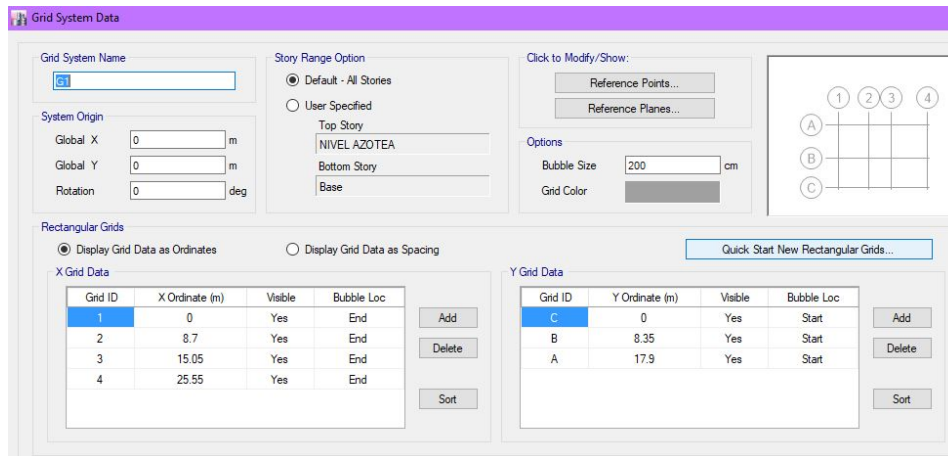 Grid System Data
Grid System Name
G1
System Origin
Global X 0 m
Global Y 0 m
Rotation 0 deg
Story Range Option
Default - All Stories
User Specified
Top Story
NIVEL AZOTEA
Bottom Story
Base
Click to Modify/Show:
Reference Points...
Reference Planes...
Options
Bubble Size 200 cm
Grid Color
1 2 3 4
A
B
C
Rectangular Grids
Display Grid Data as Ordinates Display Grid Data as Spacing Quick Start New Rectangular Grids...
X Grid Data
Grid ID X Ordinate (m) Visible Bubble Loc
1 0 Yes End
2 8.7 Yes End
3 15.05 Yes End
4 25.55 Yes End
Add
Delete
Sort
Y Grid Data
Grid ID Y Ordinate (m) Visible Bubble Loc
C 0 Yes Start
B 8.35 Yes Start
A 17.9 Yes Start
Add
Delete
Sort